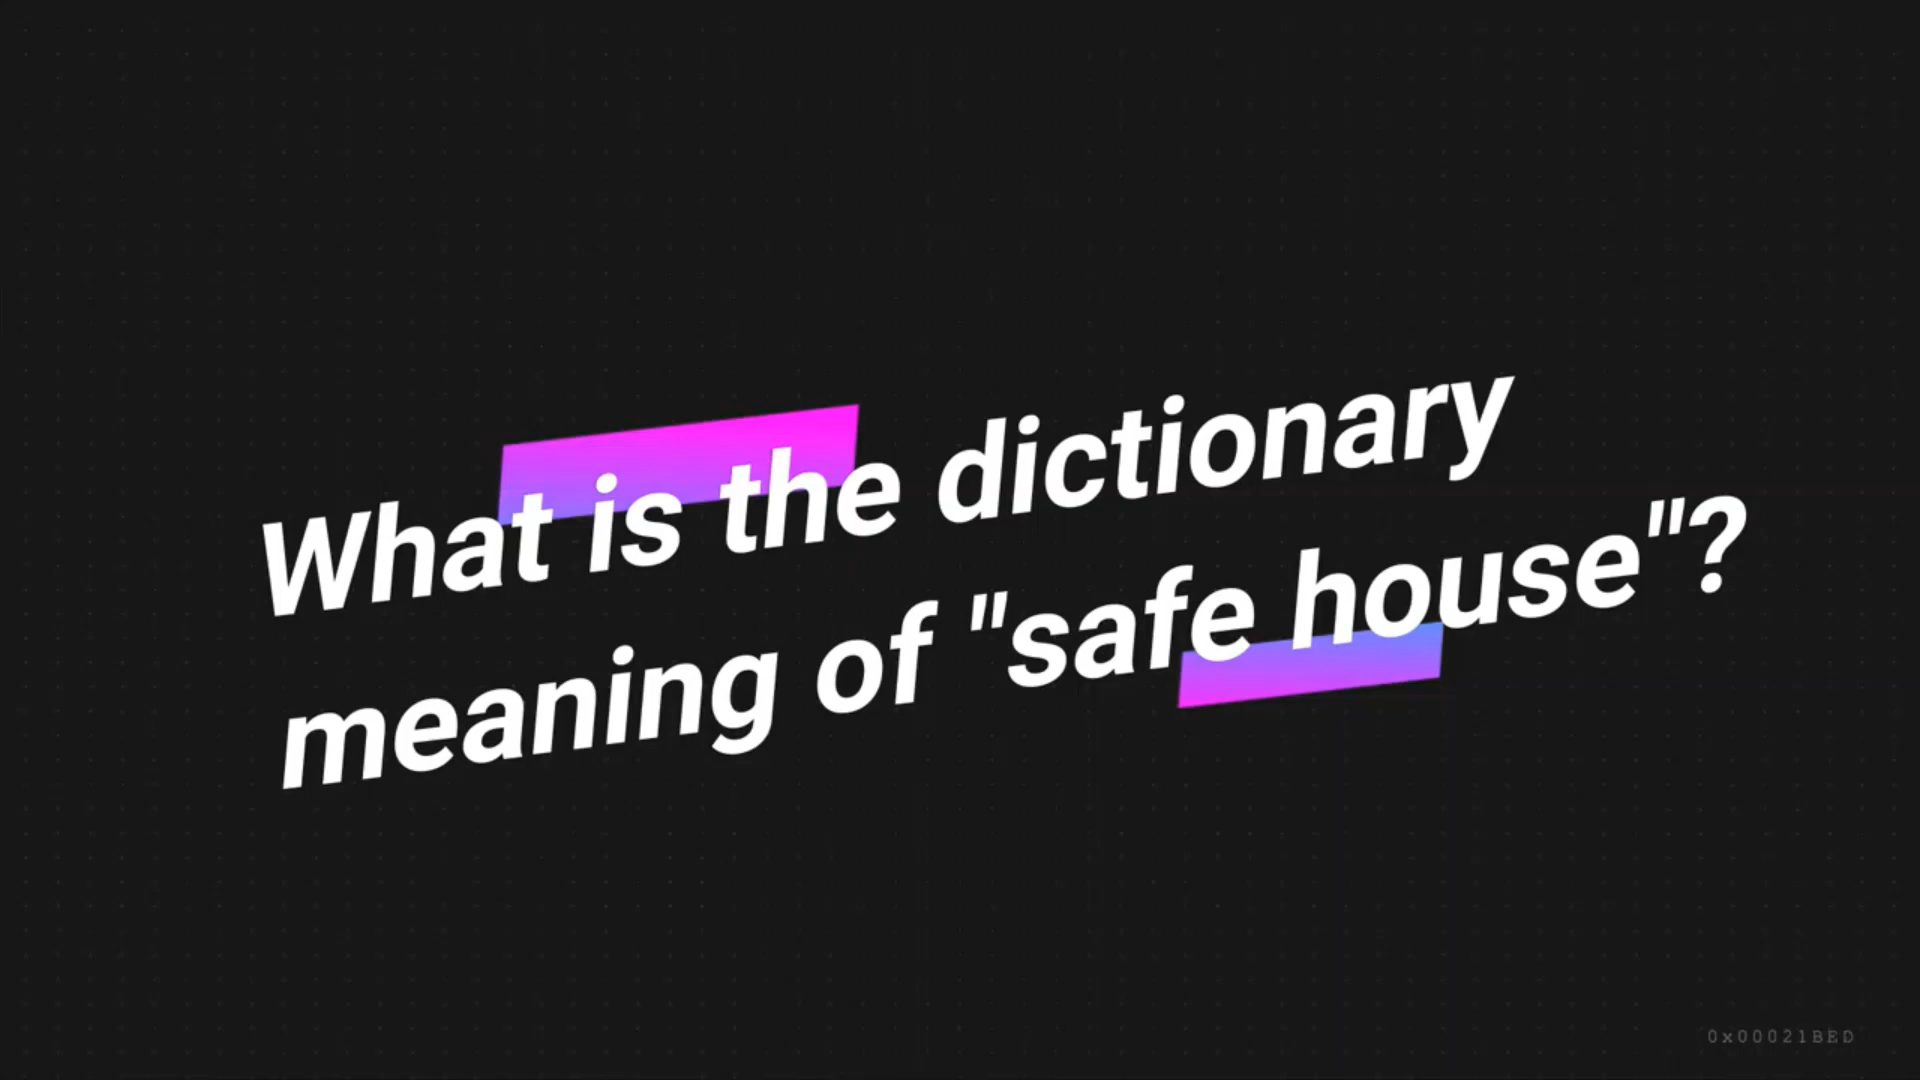 What is the dictionary
meaning of "safe house"?
0x00021BED